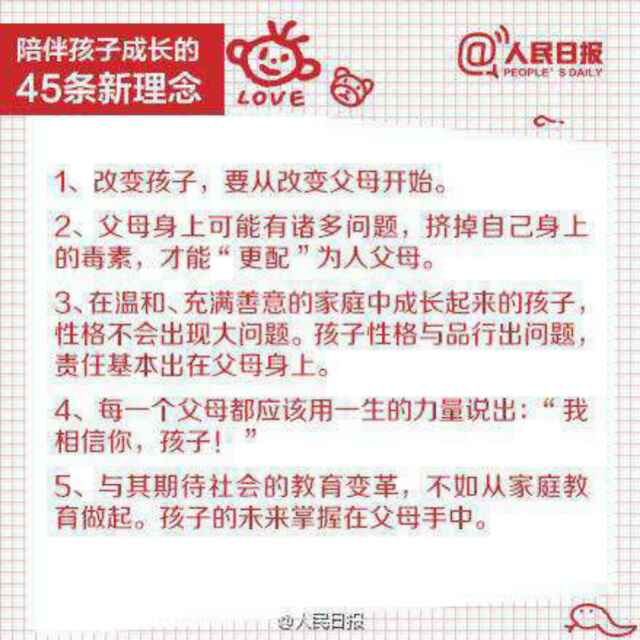 陪伴孩子成长的
45条新理念
LOVE
@人民日报
PEOPLE'S DAILY
1、改变孩子，要从改变父母开始。
2、父母身上可能有诸多问题，挤掉自己身上
的毒素，才能“更配”为人父母。
3、在温和、充满善意的家庭中成长起来的孩子，
性格不会出现大问题。孩子性格与品行出问题，
责任基本出在父母身上。
4、每一个父母都应该用一生的力量说出：“我
相信你，孩子！”
5、与其期待社会的教育变革，不如从家庭教
育做起。孩子的未来掌握在父母手中。
@人民日报